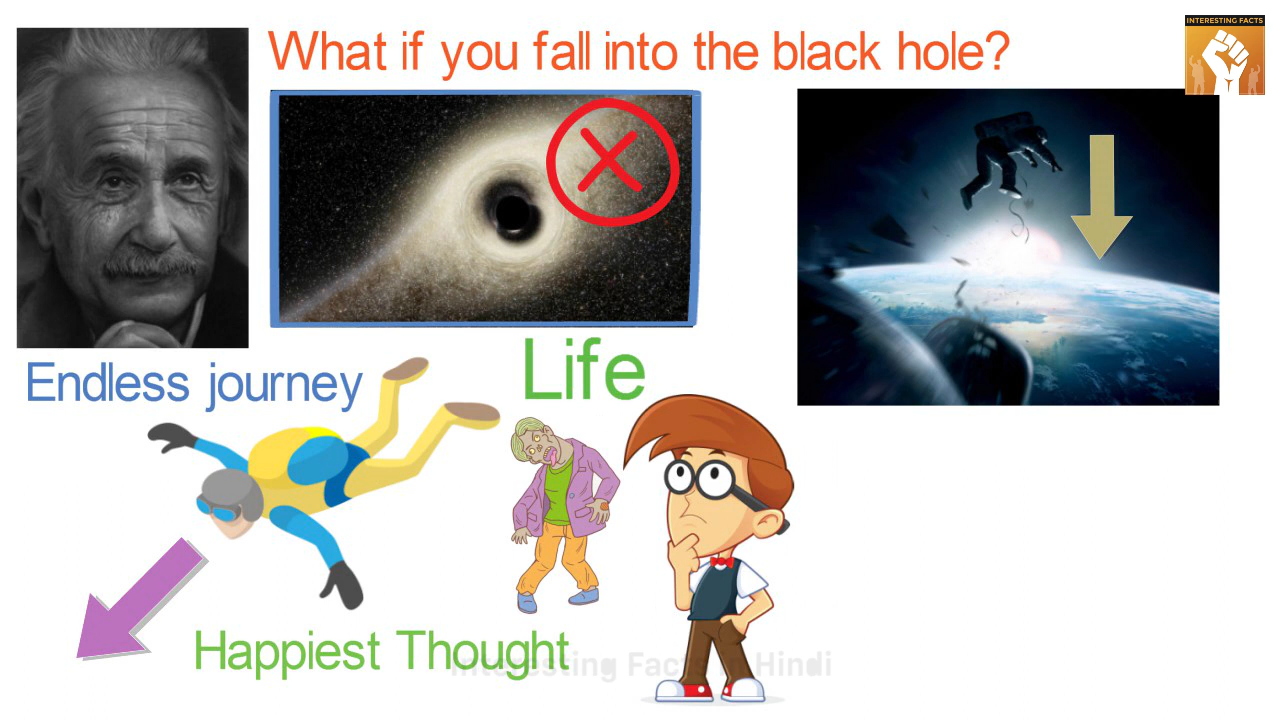 INTERESTING FACTS
What if you fall into the black hole?
Endless journey
Life
Happiest Thought
Interesting Facts in Hindi